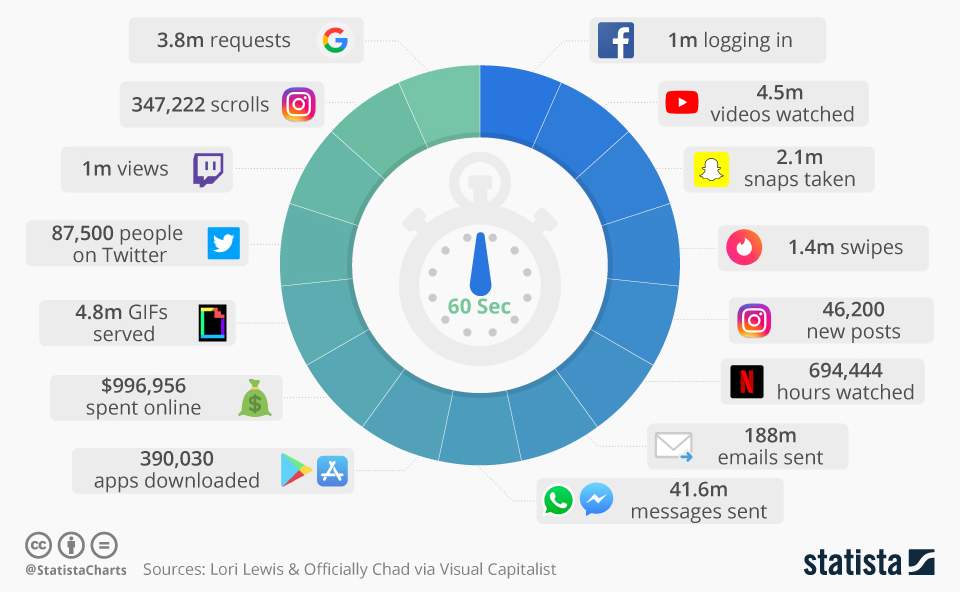 3.8m requests
1m logging in
347,222 scrolls
4.5m
videos watched
1m views
2.1m
snaps taken
87,500 people
on Twitter
1.4m swipes
4.8m GIFs
served
46,200
new posts
60 Sec
$996,956
spent online
694,444
hours watched
390,030
apps downloaded
188m
emails sent
41.6m
messages sent
@StatistaCharts
Sources: Lori Lewis & Officially Chad via Visual Capitalist
statista